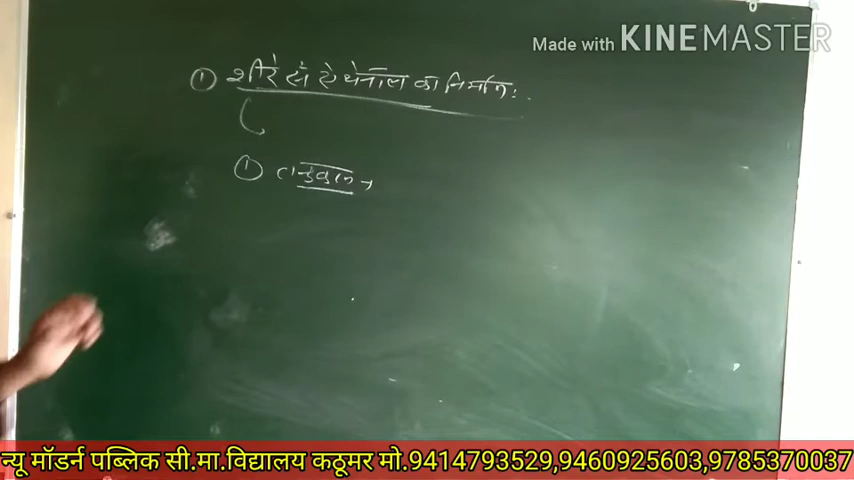 Made with KINEMASTER
① शीरे से ऐथेनॉल का निर्माण :
① तनुकरण →
न्यू मॉडर्न पब्लिक सी.मा.विद्यालय कठूमर मो.9414793529,9460925603,9785370037